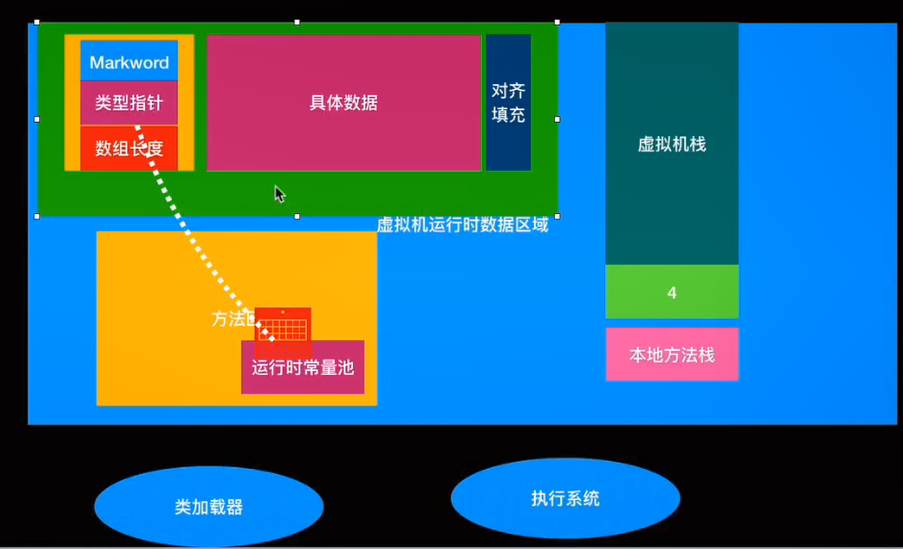 Markword
类型指针
数组长度
具体数据
对齐
填充
虚拟机栈
虚拟机运行时数据区域
4
方法
运行时常量池
本地方法栈
类加载器
执行系统